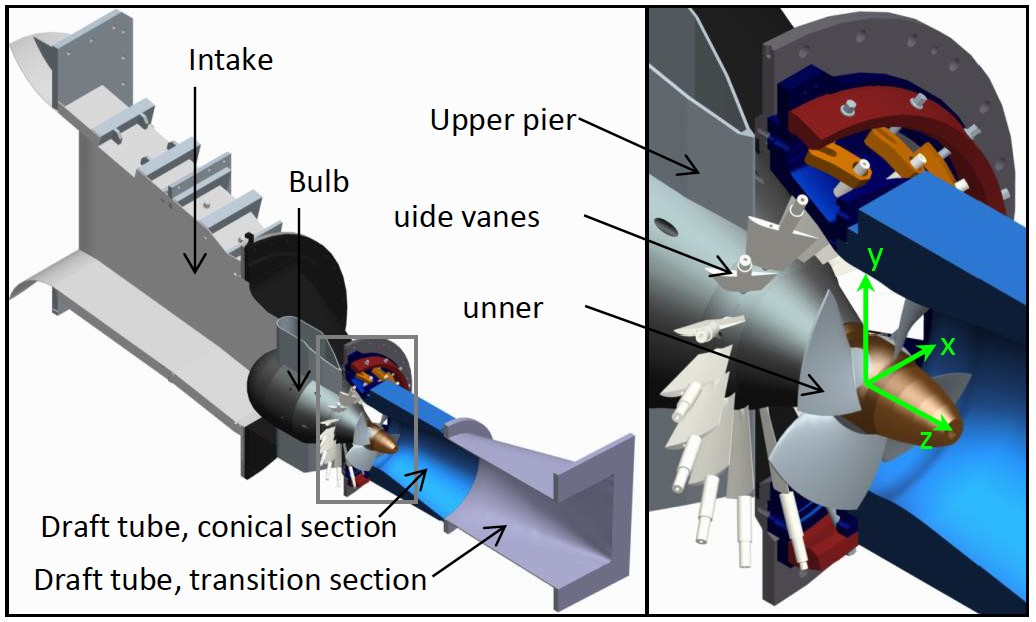 Intake
Bulb
Draft tube, conical section
Draft tube, transition section
Upper pier
uide vanes
unner
y
x
z